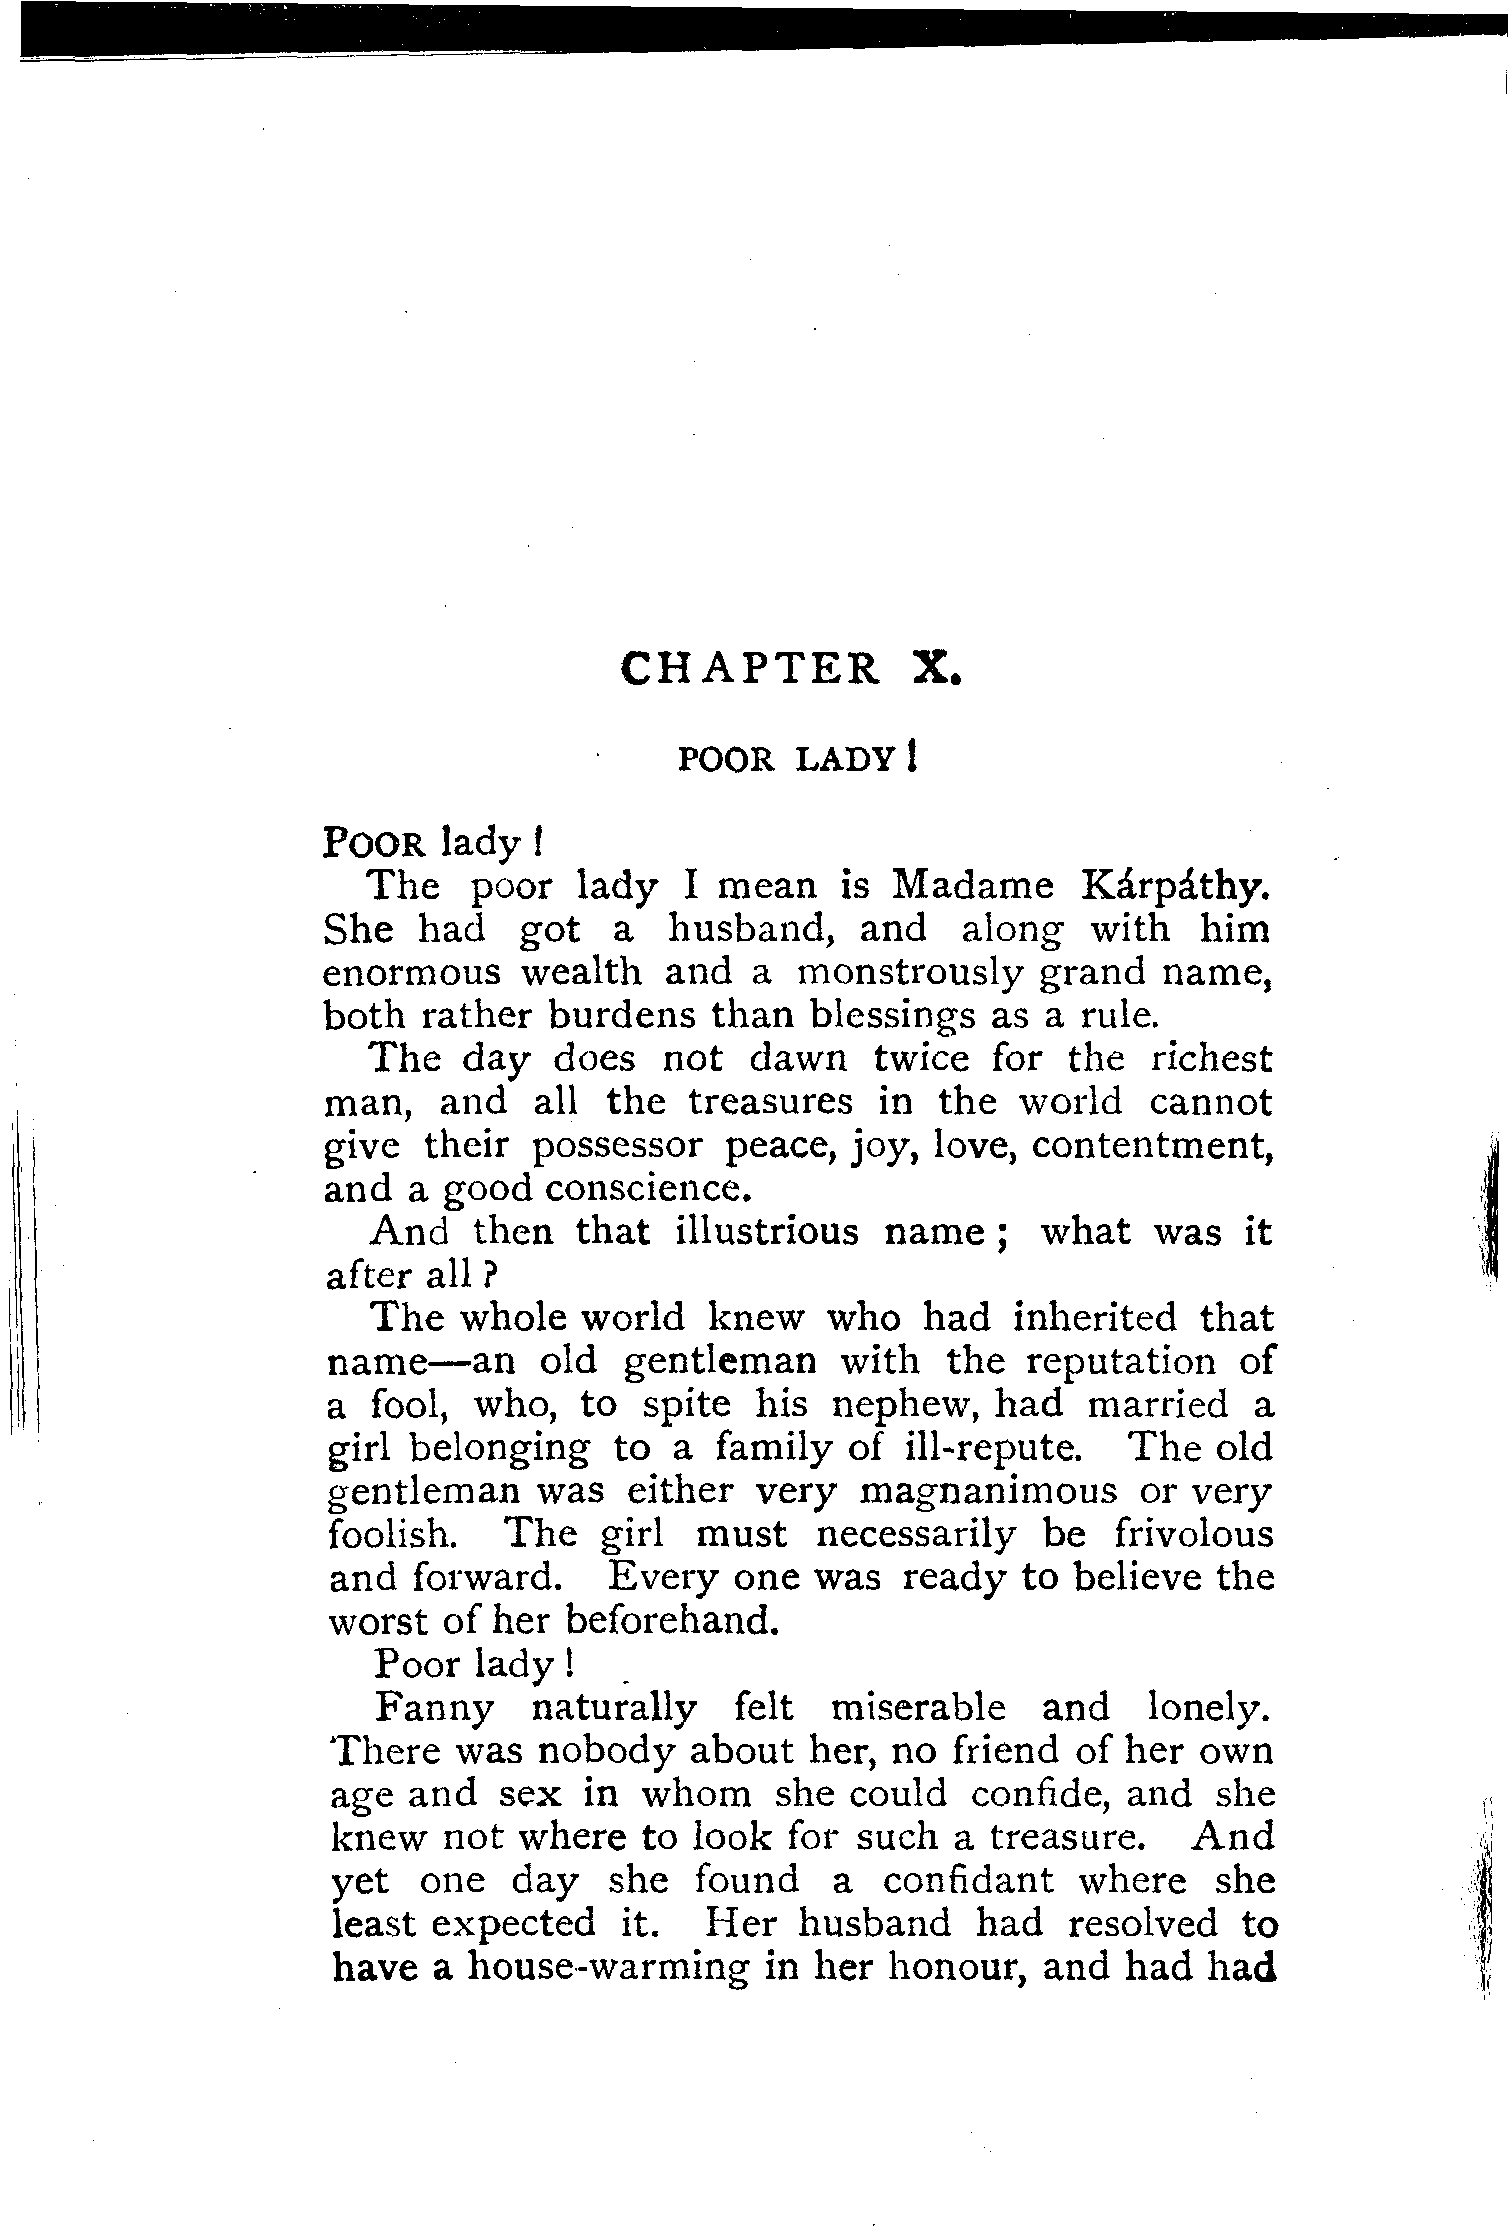 CHAPTER X.
POOR LADY !
POOR lady !
The poor lady I mean is Madame Kárpáthy.
She had got a husband, and along with him
enormous wealth and a monstrously grand name,
both rather burdens than blessings as a rule.
The day does not dawn twice for the richest
man, and all the treasures in the world cannot
give their possessor peace, joy, love, contentment,
and a good conscience.
And then that illustrious name ; what was it
after all ?
The whole world knew who had inherited that
name—an old gentleman with the reputation of
a fool, who, to spite his nephew, had married a
girl belonging to a family of ill-repute. The old
gentleman was either very magnanimous or very
foolish. The girl must necessarily be frivolous
and forward. Every one was ready to believe the
worst of her beforehand.
Poor lady !
Fanny naturally felt miserable and lonely.
There was nobody about her, no friend of her own
age and sex in whom she could confide, and she
knew not where to look for such a treasure. And
yet one day she found a confidant where she
least expected it. Her husband had resolved to
have a house-warming in her honour, and had had